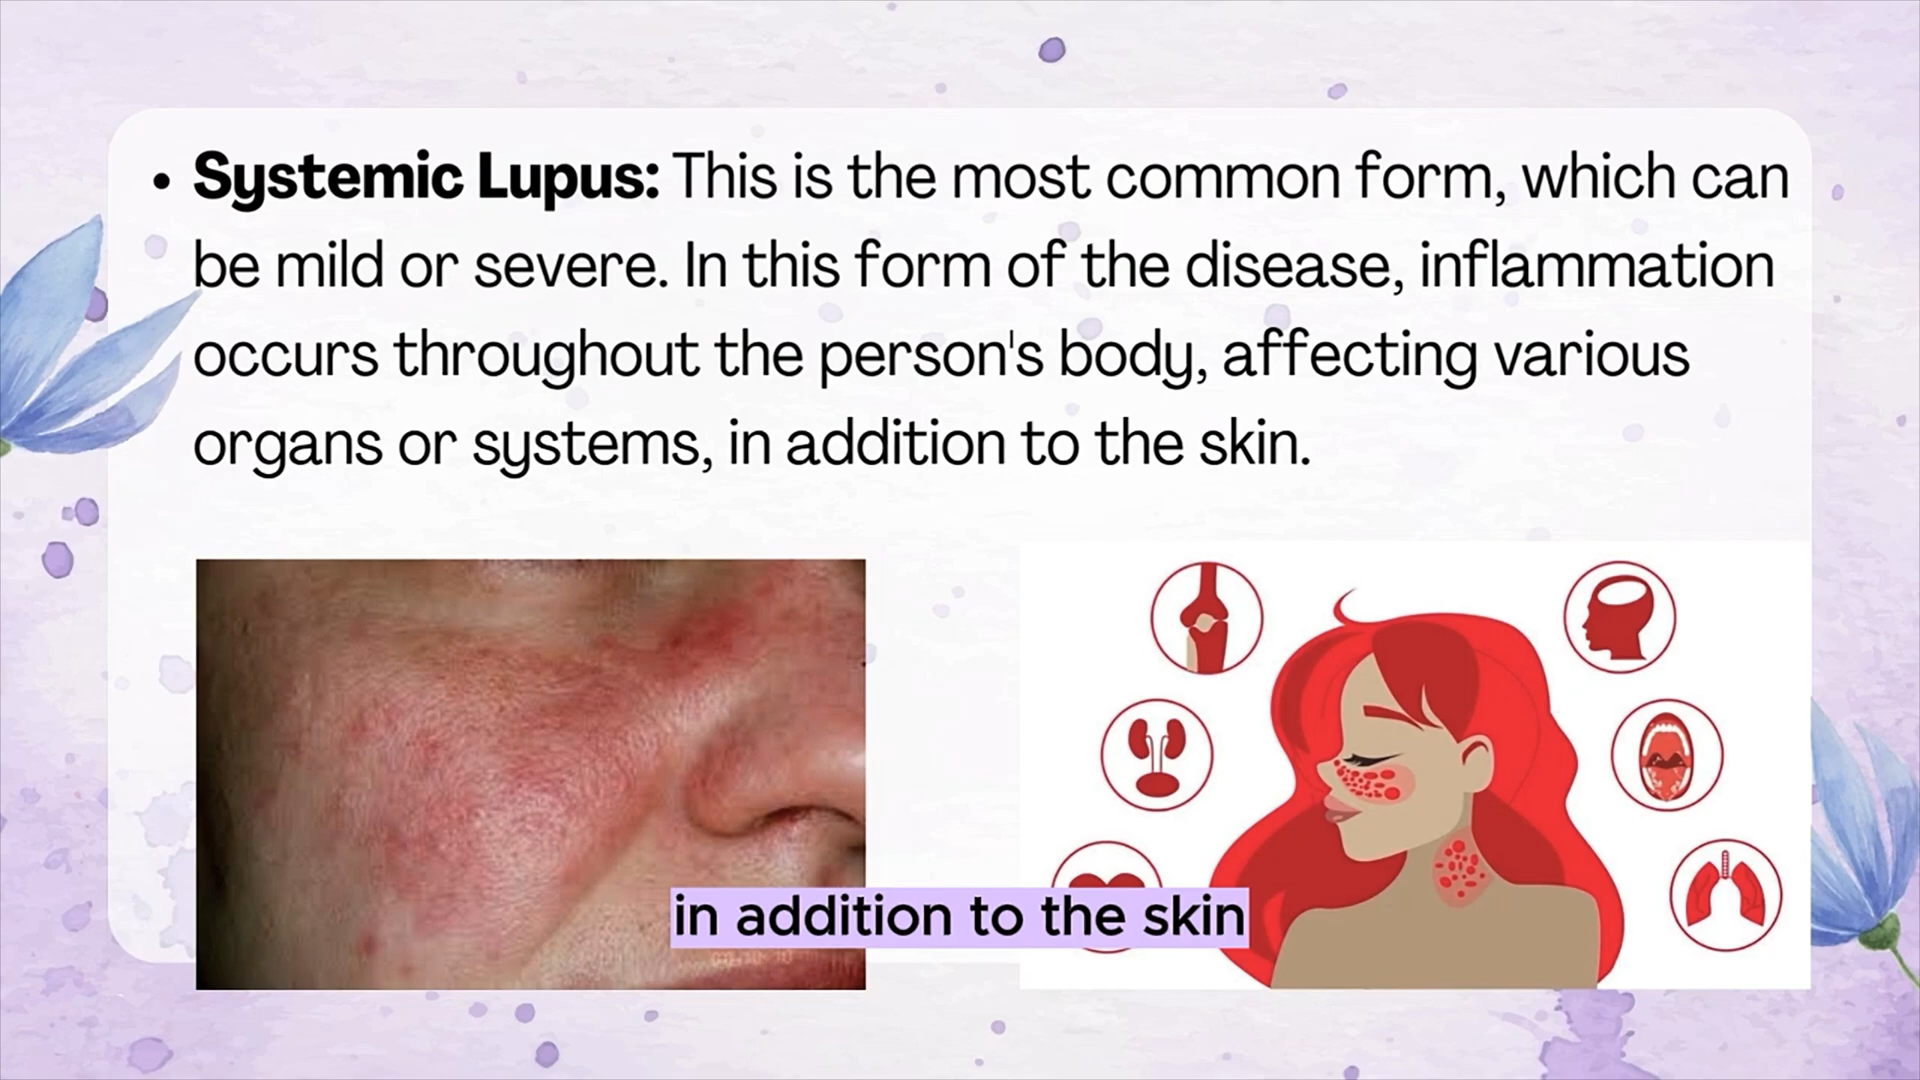 • Systemic Lupus: This is the most common form, which can
be mild or severe. In this form of the disease, inflammation
occurs throughout the person's body, affecting various
organs or systems, in addition to the skin.
in addition to the skin